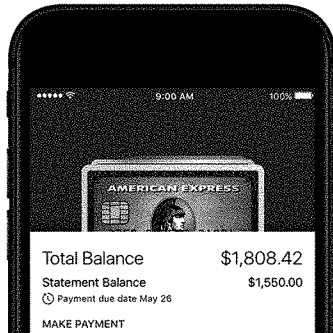 9:00 AM 100%
AMERICAN EXPRESS
Total Balance $1,808.42
Statement Balance $1,550.00
Payment due date May 26
MAKE PAYMENT